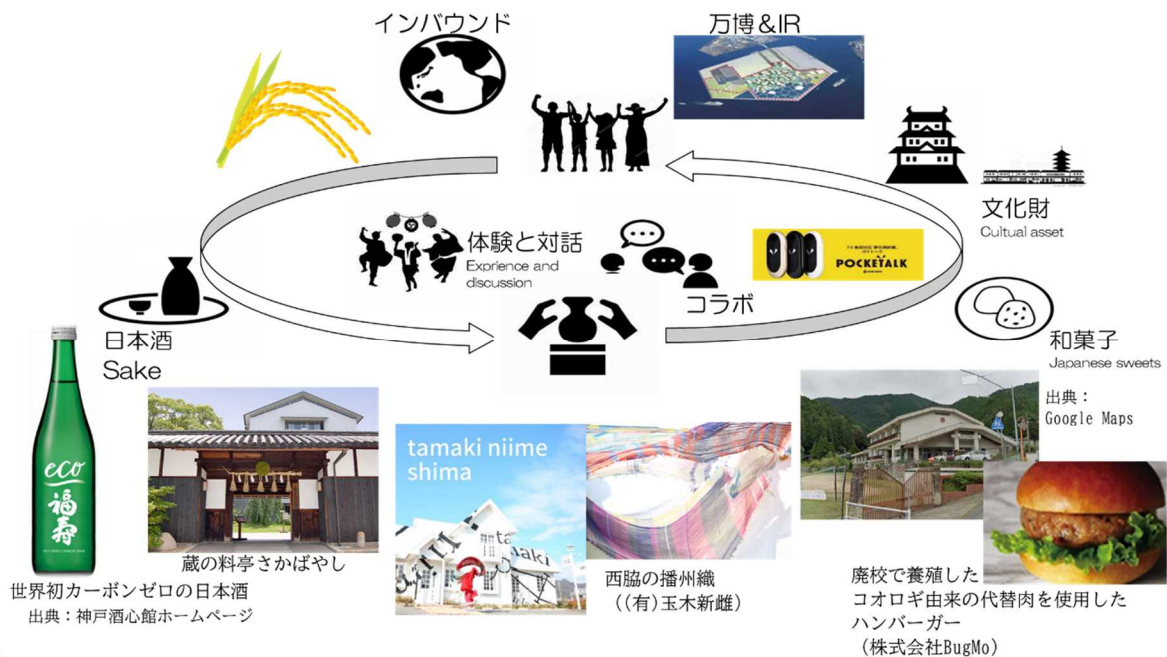 インバウンド
万博&IR
文化財
Cultual asset
体験と対話
Exprience and
discussion
コラボ
POCKETALK
日本酒
Sake
和菓子
Japanese sweets
出典：
Google Maps
eco
福寿
tamaki niime
shima
tamaki
蔵の料亭さかばやし
世界初カーボンゼロの日本酒
出典：神戸酒心館ホームページ
西脇の播州織
（(有)玉木新雌）
廃校で養殖した
コオロギ由来の代替肉を使用した
ハンバーガー
（株式会社BugMo）